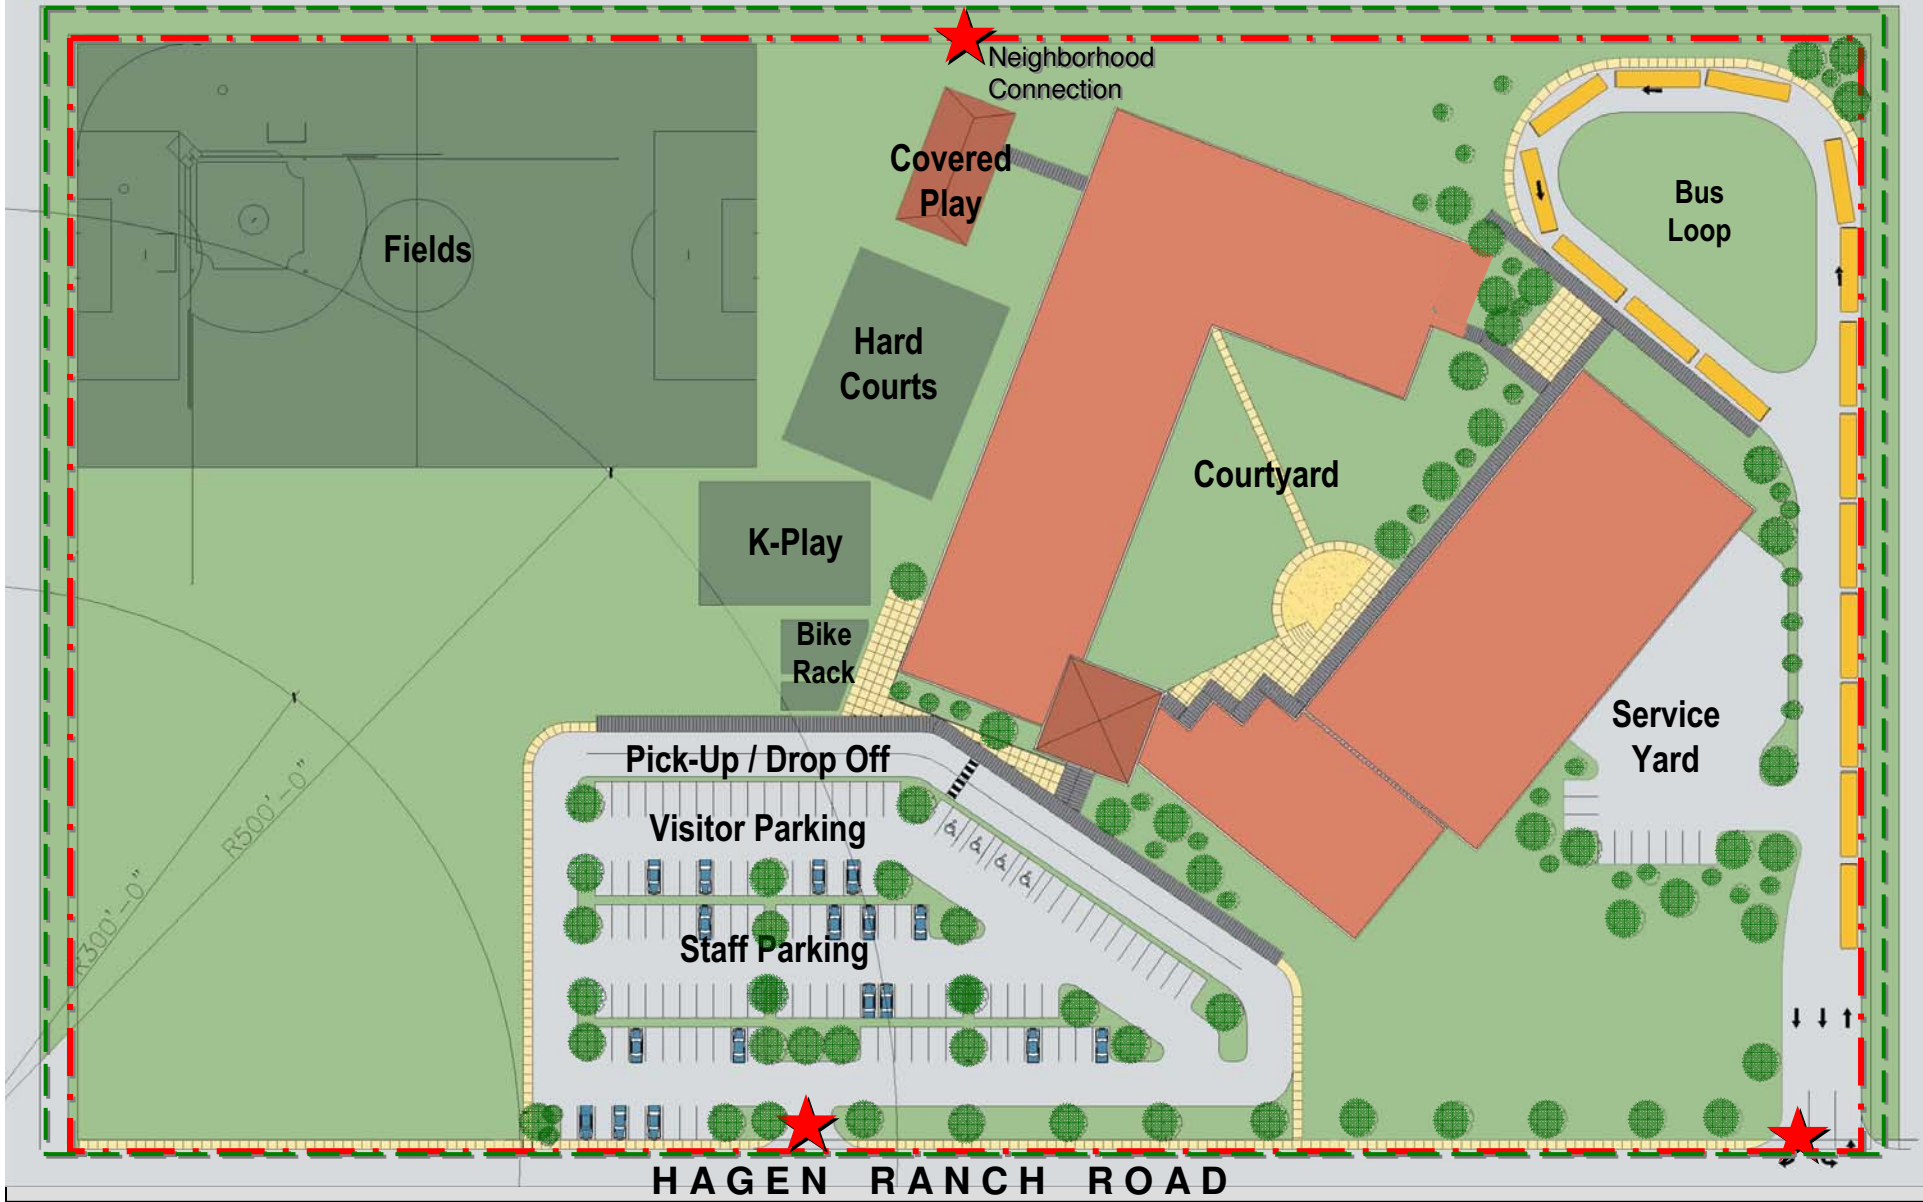 Neighborhood
Connection
Covered
Play
Bus
Loop
Fields
Hard
Courts
Courtyard
K-Play
Bike
Rack
Service
Yard
Pick-Up / Drop Off
Visitor Parking
Staff Parking
R500'-0"
R300'-0"
HAGEN RANCH ROAD